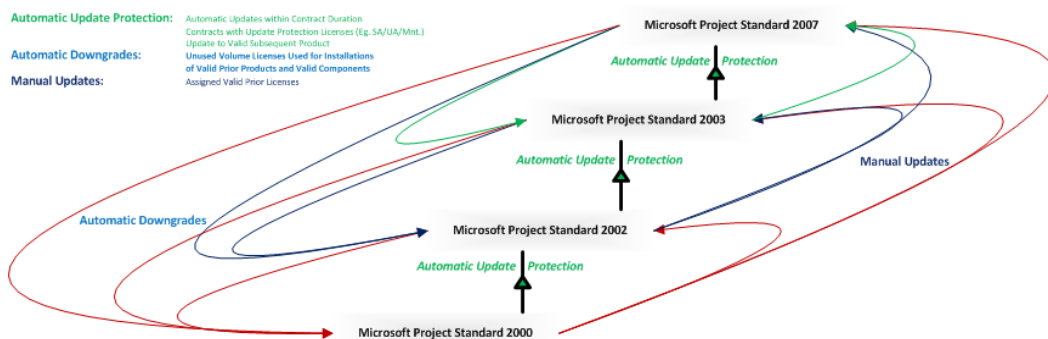 Automatic Update Protection: Automatic Updates within Contract Duration
Contracts with Update Protection Licenses (Eg. SA/UA/Mnt.)
Update to Valid Subsequent Product
Automatic Downgrades: Unused Volume Licenses Used for Installations
of Valid Prior Products and Valid Components
Manual Updates: Assigned Valid Prior Licenses
Microsoft Project Standard 2007
Automatic Update Protection
Microsoft Project Standard 2003
Automatic Update Protection
Manual Updates
Automatic Downgrades
Microsoft Project Standard 2002
Automatic Update Protection
Microsoft Project Standard 2000